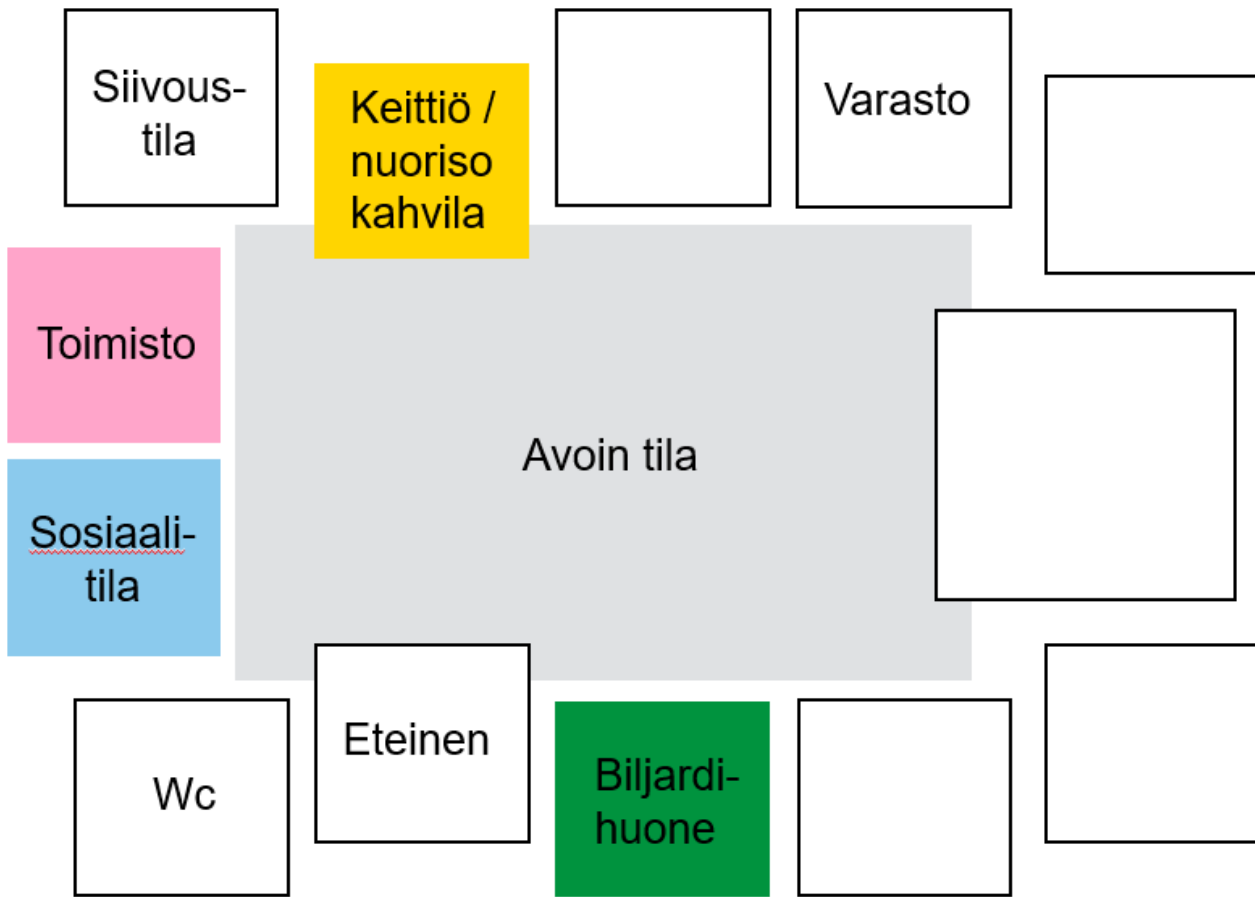 Siivous-
tila
Keittiö /
nuoriso
kahvila
Varasto
Toimisto
Avoin tila
Sosiaali-
tila
Wc
Eteinen
Biljardi-
huone